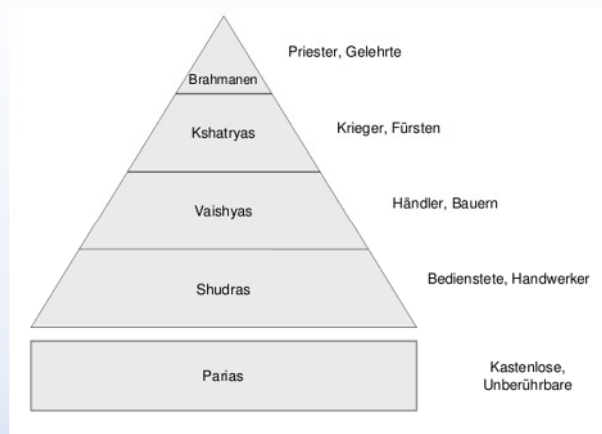 Brahmanen
Priester, Gelehrte
Kshatryas
Krieger, Fürsten
Vaishyas
Händler, Bauern
Shudras
Bedienstete, Handwerker
Parias
Kastenlose,
Unberührbare